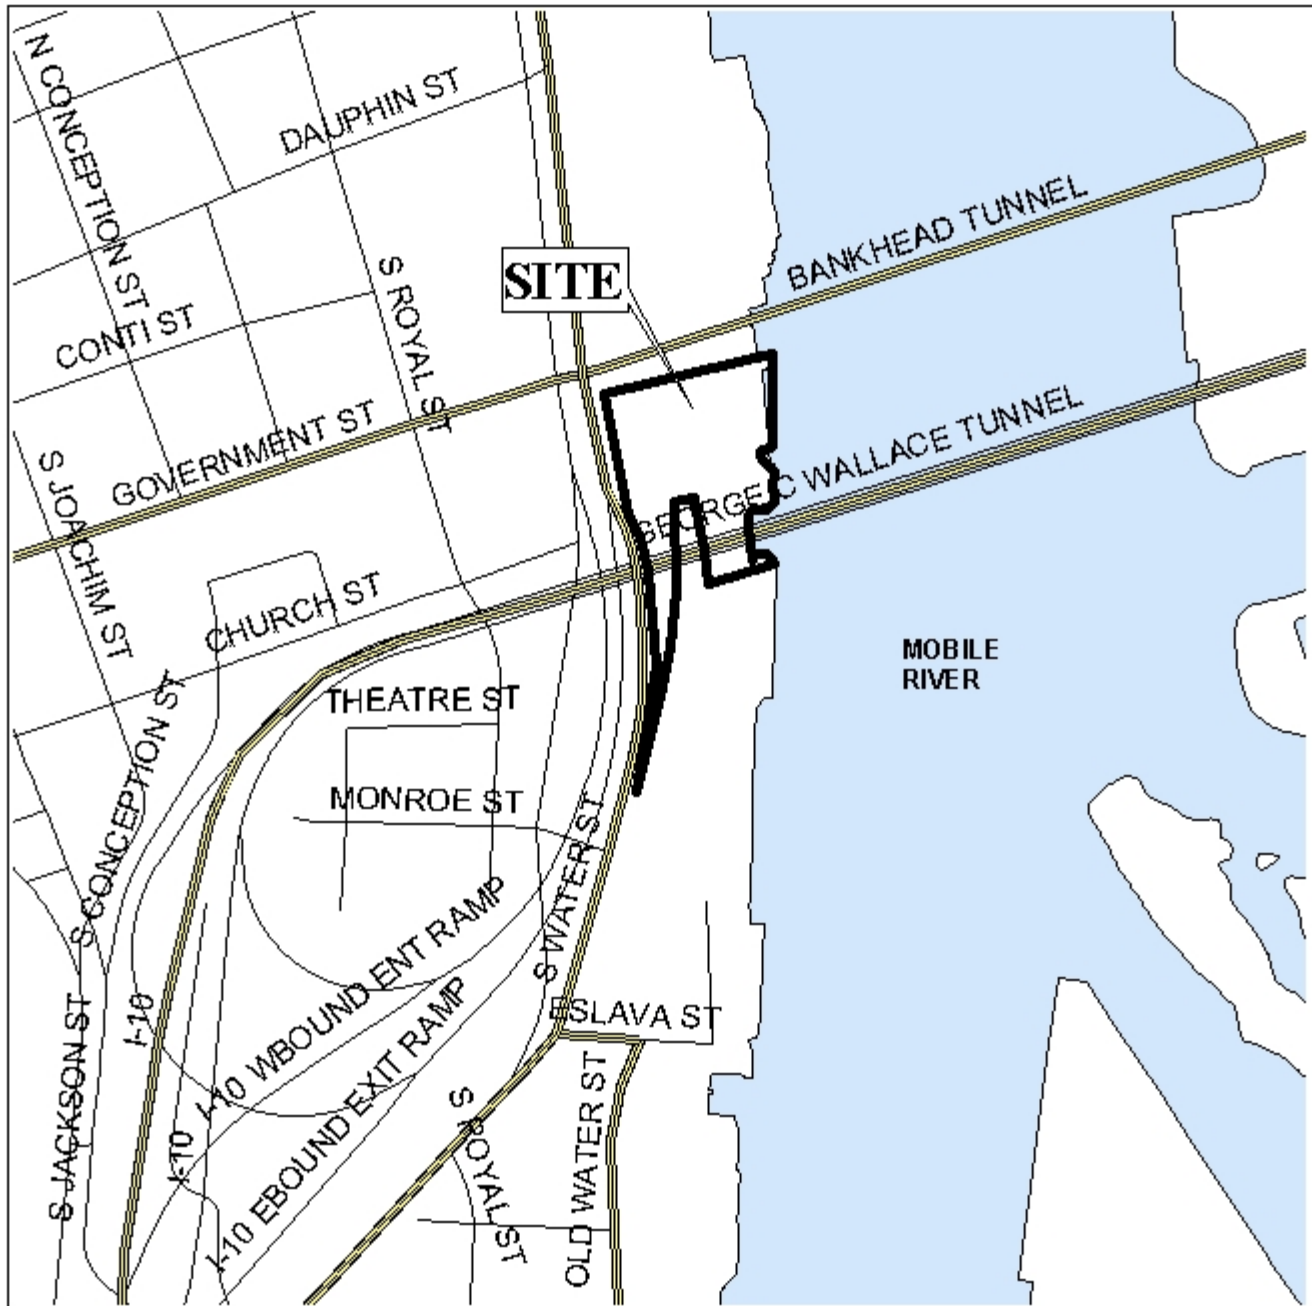 N CONCEPTION ST
DAUPHIN ST
BANKHEAD TUNNEL
SITE
CONTI ST
S ROYAL ST
GOVERNMENT ST
GEORGE C WALLACE TUNNEL
S JOACHIM ST
CHURCH ST
MOBILE
RIVER
THEATRE ST
S CONCEPTION ST
MONROE ST
S WATER ST
I-10 WBOUND ENT RAMP
I-10
S JACKSON ST
ESLAVA ST
I-10 EBOUND EXIT RAMP
I-10
S ROYAL ST
OLD WATER ST